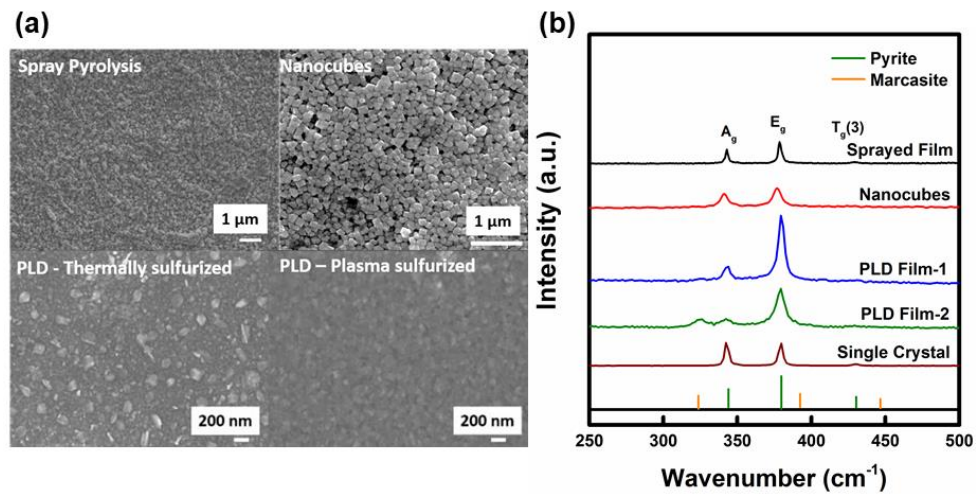 (a)
Spray Pyrolysis
1 μm
Nanocubes
1 μm
PLD - Thermally sulfurized
200 nm
PLD – Plasma sulfurized
200 nm
(b)
Pyrite
Marcasite
Ag
Eg
Tg(3)
Sprayed Film
Nanocubes
PLD Film-1
PLD Film-2
Single Crystal
Intensity (a.u.)
250 300 350 400 450 500
Wavenumber (cm-1)